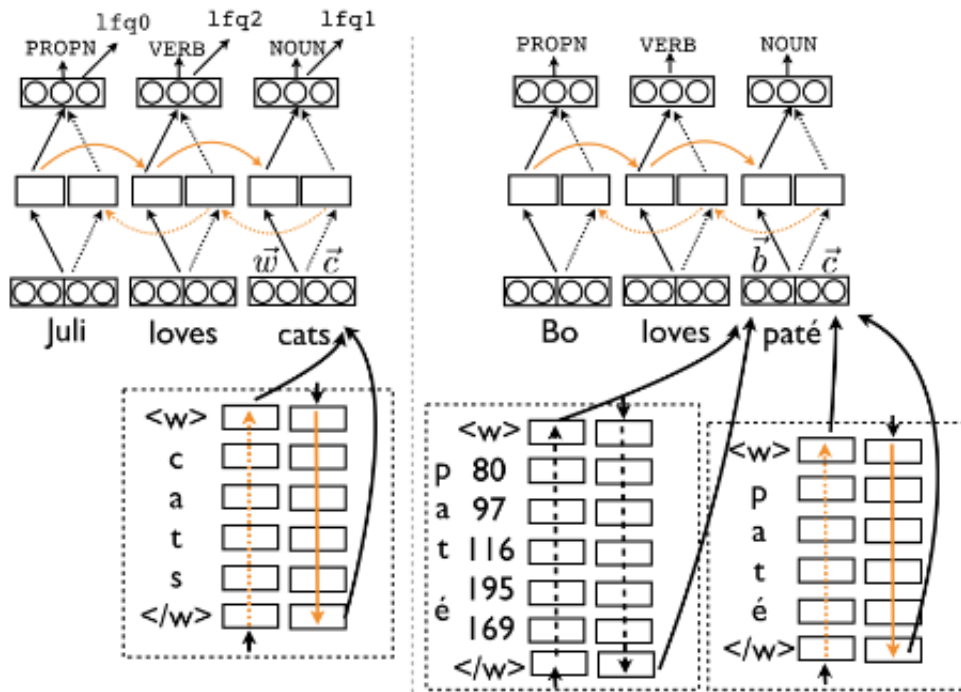 lfq0 lfq2 lfq1
PROPN VERB NOUN
w⃗ c⃗
Juli loves cats
<w>
c
a
t
s
</w>
PROPN VERB NOUN
b⃗ c⃗
Bo loves paté
<w>
p 80
a 97
t 116
195
é 169
</w>
<w>
p
a
t
é
</w>